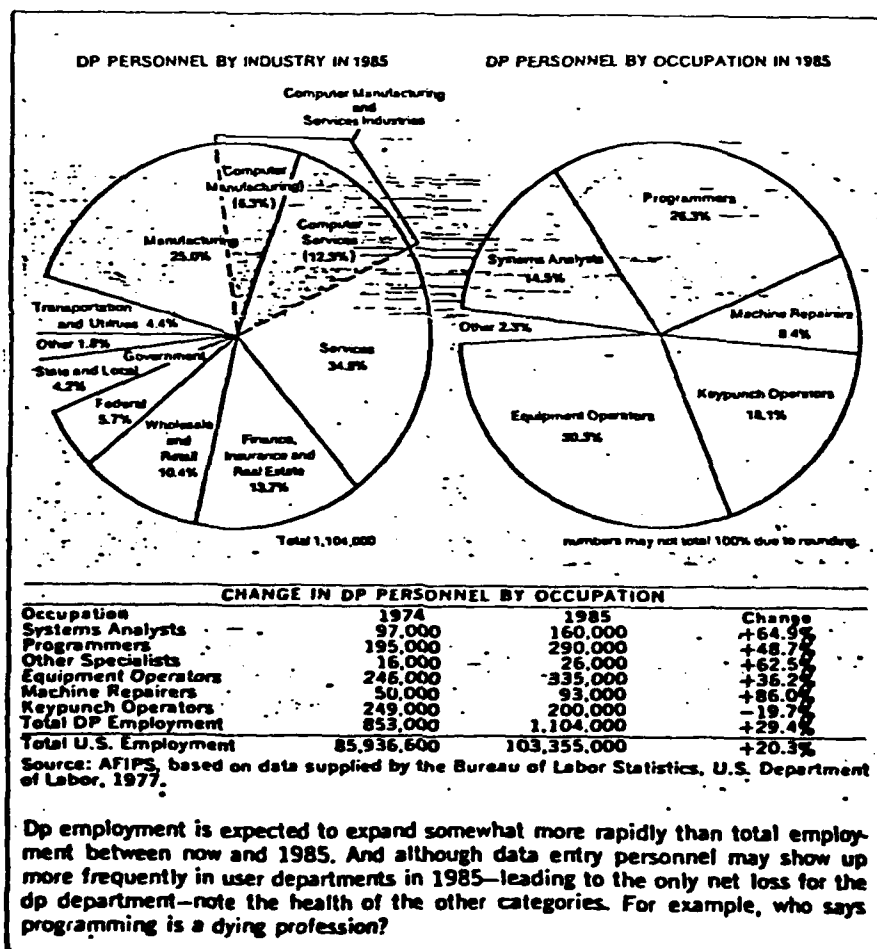 DP PERSONNEL BY INDUSTRY IN 1985
DP PERSONNEL BY OCCUPATION IN 1985
Computer Manufacturing
and
Services Industries
Computer
Manufacturing)
(6.3%)
Computer
Services
(12.3%)
Manufacturing
25.0%
Transportation
and Utilities 4.4%
Other 1.8%
Government
State and Local
4.2%
Federal
5.7%
Wholesale
and
Retail
10.4%
Finance,
Insurance and
Real Estate
13.7%
Services
34.8%
Total 1,104,000
Programmers
26.3%
Systems Analysts
14.5%
Other 2.3%
Machine Repairers
8.4%
Keypunch Operators
18.1%
Equipment Operators
30.3%
numbers may not total 100% due to rounding.
CHANGE IN DP PERSONNEL BY OCCUPATION
Occupation 1974 1985 Change
Systems Analysts 97,000 160,000 +64.9%
Programmers 195,000 290,000 +48.7%
Other Specialists 16,000 26,000 +62.5%
Equipment Operators 246,000 335,000 +36.2%
Machine Repairers 50,000 93,000 +86.0%
Keypunch Operators 249,000 200,000 -19.7%
Total DP Employment 853,000 1,104,000 +29.4%
Total U.S. Employment 85,936,600 103,355,000 +20.3%
Source: AFIPS, based on data supplied by the Bureau of Labor Statistics, U.S. Department
of Labor, 1977.
Dp employment is expected to expand somewhat more rapidly than total employ-
ment between now and 1985. And although data entry personnel may show up
more frequently in user departments in 1985—leading to the only net loss for the
dp department—note the health of the other categories. For example, who says
programming is a dying profession?